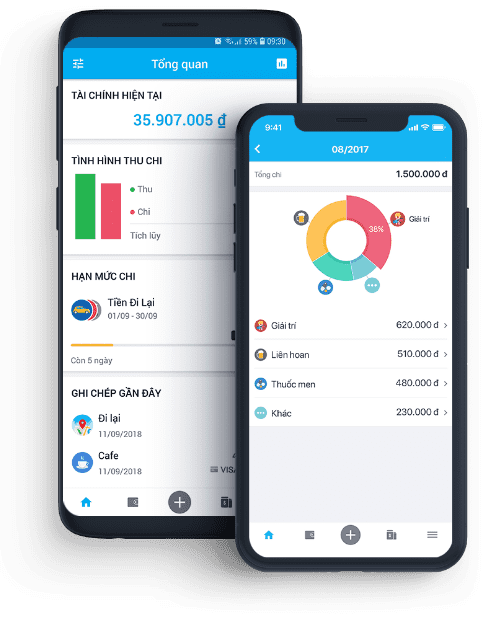 59% 09:30
Tổng quan
TÀI CHÍNH HIỆN TẠI
35.907.005 đ
TÌNH HÌNH THU CHI
Thu
Chi
Tích lũy
HẠN MỨC CHI
Tiền Đi Lại
01/09 - 30/09
Còn 5 ngày
GHI CHÉP GẦN ĐÂY
Đi lại
11/09/2018
Cafe
11/09/2018
VISA
9:41
08/2017
Tổng chi 1.500.000 đ
38%
Giải trí
Giải trí 620.000 đ
Liên hoan 510.000 đ
Thuốc men 480.000 đ
Khác 230.000 đ